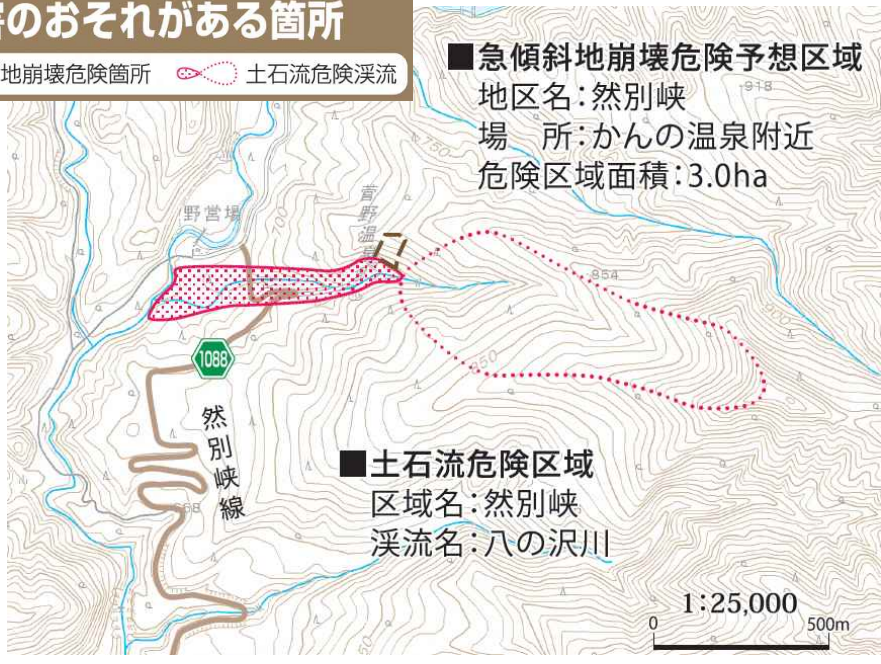 のおそれがある箇所
地崩壊危険箇所 土石流危険渓流
■急傾斜地崩壊危険予想区域
地区名：然別峡
場　所：かんの温泉附近
危険区域面積：3.0ha
918
750
野営場
700
菅野温泉
854
900
850
1088
然別峡線
■土石流危険区域
区域名：然別峡
渓流名：八の沢川
1:25,000
0 500m